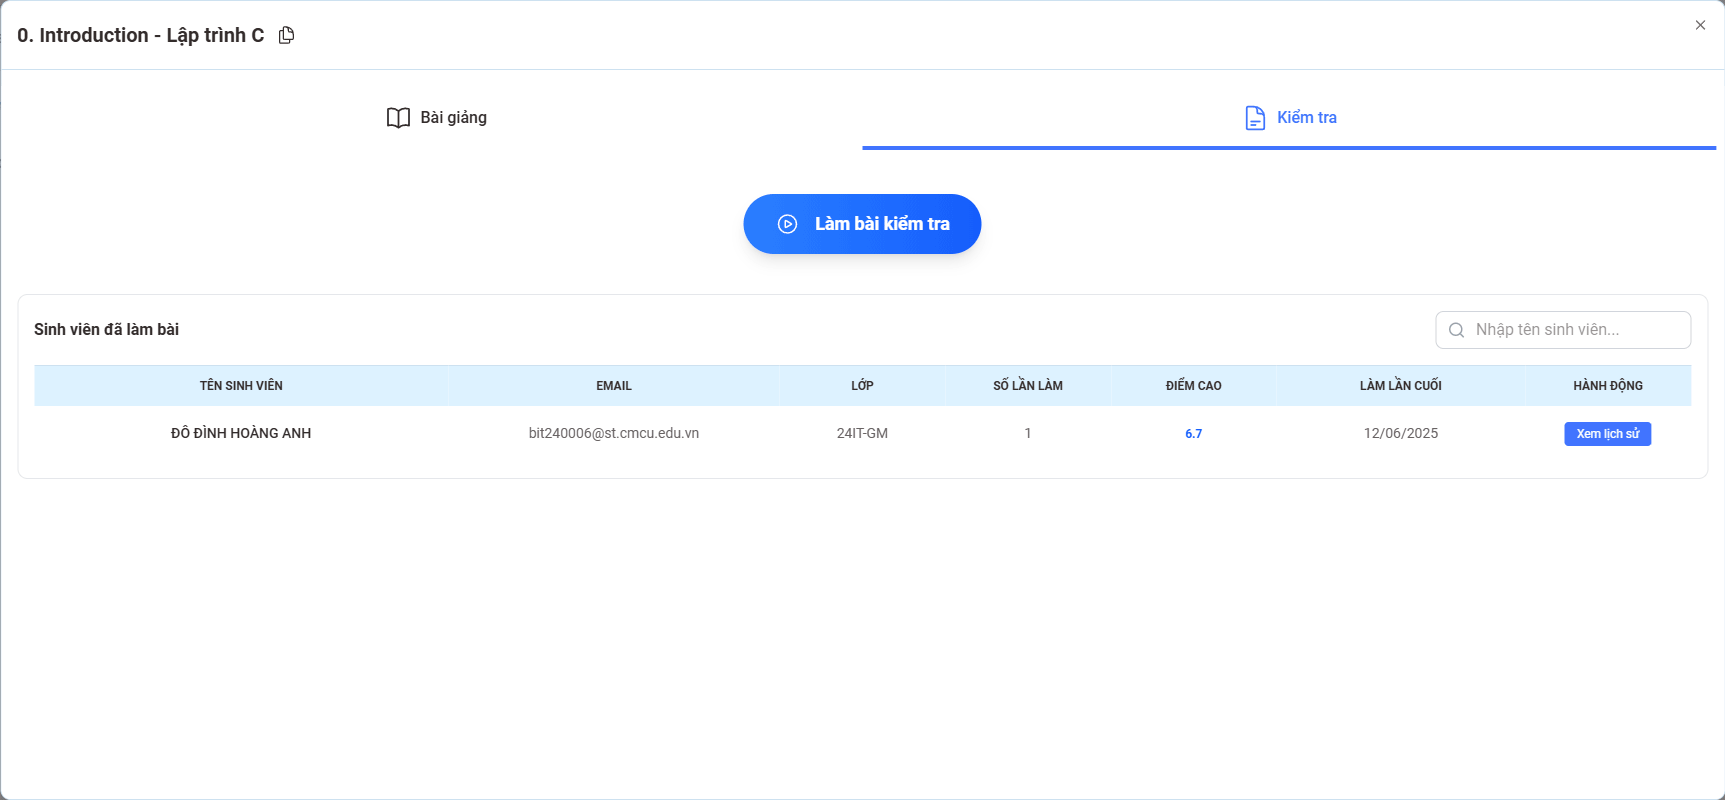 0. Introduction - Lập trình C
Bài giảng
Kiểm tra
Làm bài kiểm tra
Sinh viên đã làm bài
Nhập tên sinh viên...
TÊN SINH VIÊN EMAIL LỚP SỐ LẦN LÀM ĐIỂM CAO LÀM LẦN CUỐI HÀNH ĐỘNG
ĐỖ ĐÌNH HOÀNG ANH bit240006@st.cmcu.edu.vn 24IT-GM 1 6.7 12/06/2025 Xem lịch sử